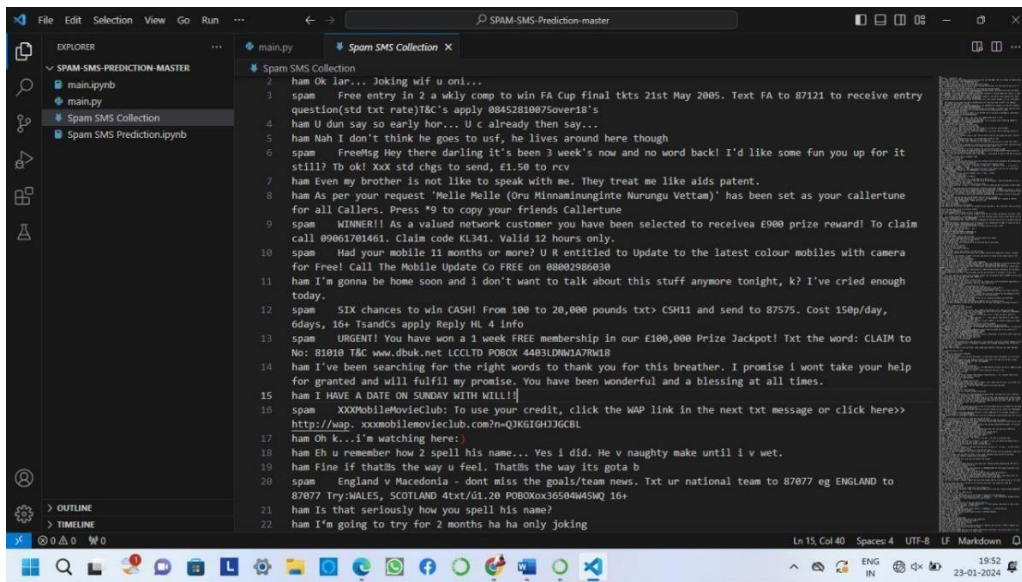 File Edit Selection View Go Run ... SPAM-SMS-Prediction-master
EXPLORER ...
SPAM-SMS-PREDICTION-MASTER
main.ipynb
main.py
Spam SMS Collection
Spam SMS Prediction.ipynb
OUTLINE
TIMELINE
main.py Spam SMS Collection
Spam SMS Collection
2 ham Ok lar... Joking wif u oni...
3 spam Free entry in 2 a wkly comp to win FA Cup final tkts 21st May 2005. Text FA to 87121 to receive entry
question(std txt rate)T&C's apply 08452810075over18's
4 ham U dun say so early hor... U c already then say...
5 ham Nah I don't think he goes to usf, he lives around here though
6 spam FreeMsg Hey there darling it's been 3 week's now and no word back! I'd like some fun you up for it
still? Tb ok! XxX std chgs to send, £1.50 to rcv
7 ham Even my brother is not like to speak with me. They treat me like aids patent.
8 ham As per your request 'Melle Melle (Oru Minnaminunginte Nurungu Vettam)' has been set as your callertune
for all Callers. Press *9 to copy your friends Callertune
9 spam WINNER!! As a valued network customer you have been selected to receivea £900 prize reward! To claim
call 09061701461. Claim code KL341. Valid 12 hours only.
10 spam Had your mobile 11 months or more? U R entitled to Update to the latest colour mobiles with camera
for Free! Call The Mobile Update Co FREE on 08002986030
11 ham I'm gonna be home soon and i don't want to talk about this stuff anymore tonight, k? I've cried enough
today.
12 spam SIX chances to win CASH! From 100 to 20,000 pounds txt> CSH11 and send to 87575. Cost 150p/day,
6days, 16+ TsandCs apply Reply HL 4 info
13 spam URGENT! You have won a 1 week FREE membership in our £100,000 Prize Jackpot! Txt the word: CLAIM to
No: 81010 T&C www.dbuk.net LCCLTD POBOX 4403LDNW1A7RW18
14 ham I've been searching for the right words to thank you for this breather. I promise i wont take your help
for granted and will fulfil my promise. You have been wonderful and a blessing at all times.
15 ham I HAVE A DATE ON SUNDAY WITH WILL!!
16 spam XXXMobileMovieClub: To use your credit, click the WAP link in the next txt message or click here>>
http://wap. xxxmobilemovieclub.com?n=QJKGIGHJJGCBL
17 ham Oh k...i'm watching here:)
18 ham Eh u remember how 2 spell his name... Yes i did. He v naughty make until i v wet.
19 ham Fine if that s the way u feel. That s the way its gota b
20 spam England v Macedonia - dont miss the goals/team news. Txt ur national team to 87077 eg ENGLAND to
87077 Try:WALES, SCOTLAND 4txt/ú1.20 POBOXox36504W45WQ 16+
21 ham Is that seriously how you spell his name?
22 ham I'm going to try for 2 months ha ha only joking
0 0 0 Ln 15, Col 40 Spaces: 4 UTF-8 LF Markdown
ENG
IN
19:52
23-01-2024